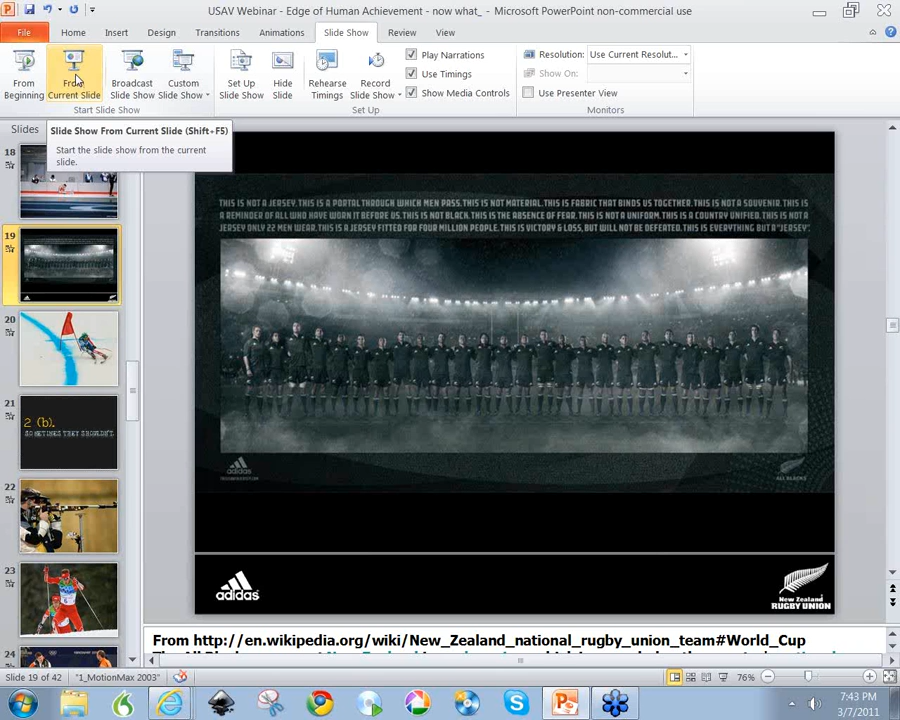 USAV Webinar - Edge of Human Achievement - now what_ - Microsoft PowerPoint non-commercial use
File Home Insert Design Transitions Animations Slide Show Review View
From Beginning
From Current Slide
Broadcast Slide Show
Custom Slide Show
Set Up Slide Show
Hide Slide
Rehearse Timings
Record Slide Show
Play Narrations
Use Timings
Show Media Controls
Resolution: Use Current Resolut...
Show On:
Use Presenter View
Start Slide Show
Set Up
Monitors
Slide Show From Current Slide (Shift+F5)
Start the slide show from the current
slide.
Slides
18
19
20
21
2 (b).
SOMETIMES THEY SHOULDN'T.
22
23
24
THIS IS NOT A JERSEY. THIS IS A PORTAL THROUGH WHICH MEN PASS. THIS IS NOT MATERIAL. THIS IS FABRIC THAT BINDS US TOGETHER. THIS IS NOT A SOUVENIR. THIS IS
A REMINDER OF ALL WHO HAVE WORN IT BEFORE US. THIS IS NOT BLACK. THIS IS THE ABSENCE OF FEAR. THIS IS NOT A UNIFORM. THIS IS A COUNTRY UNIFIED. THIS IS NOT A
JERSEY ONLY 22 MEN WEAR. THIS IS A JERSEY FITTED FOR FOUR MILLION PEOPLE. THIS IS VICTORY & LOSS, BUT WILL NOT BE DEFEATED. THIS IS EVERYTHING BUT A "JERSEY".
adidas
ALL BLACKS
adidas
New Zealand
RUGBY UNION
From http://en.wikipedia.org/wiki/New_Zealand_national_rugby_union_team#World_Cup
Slide 19 of 42
"1_MotionMax 2003"
76%
7:43 PM
3/7/2011